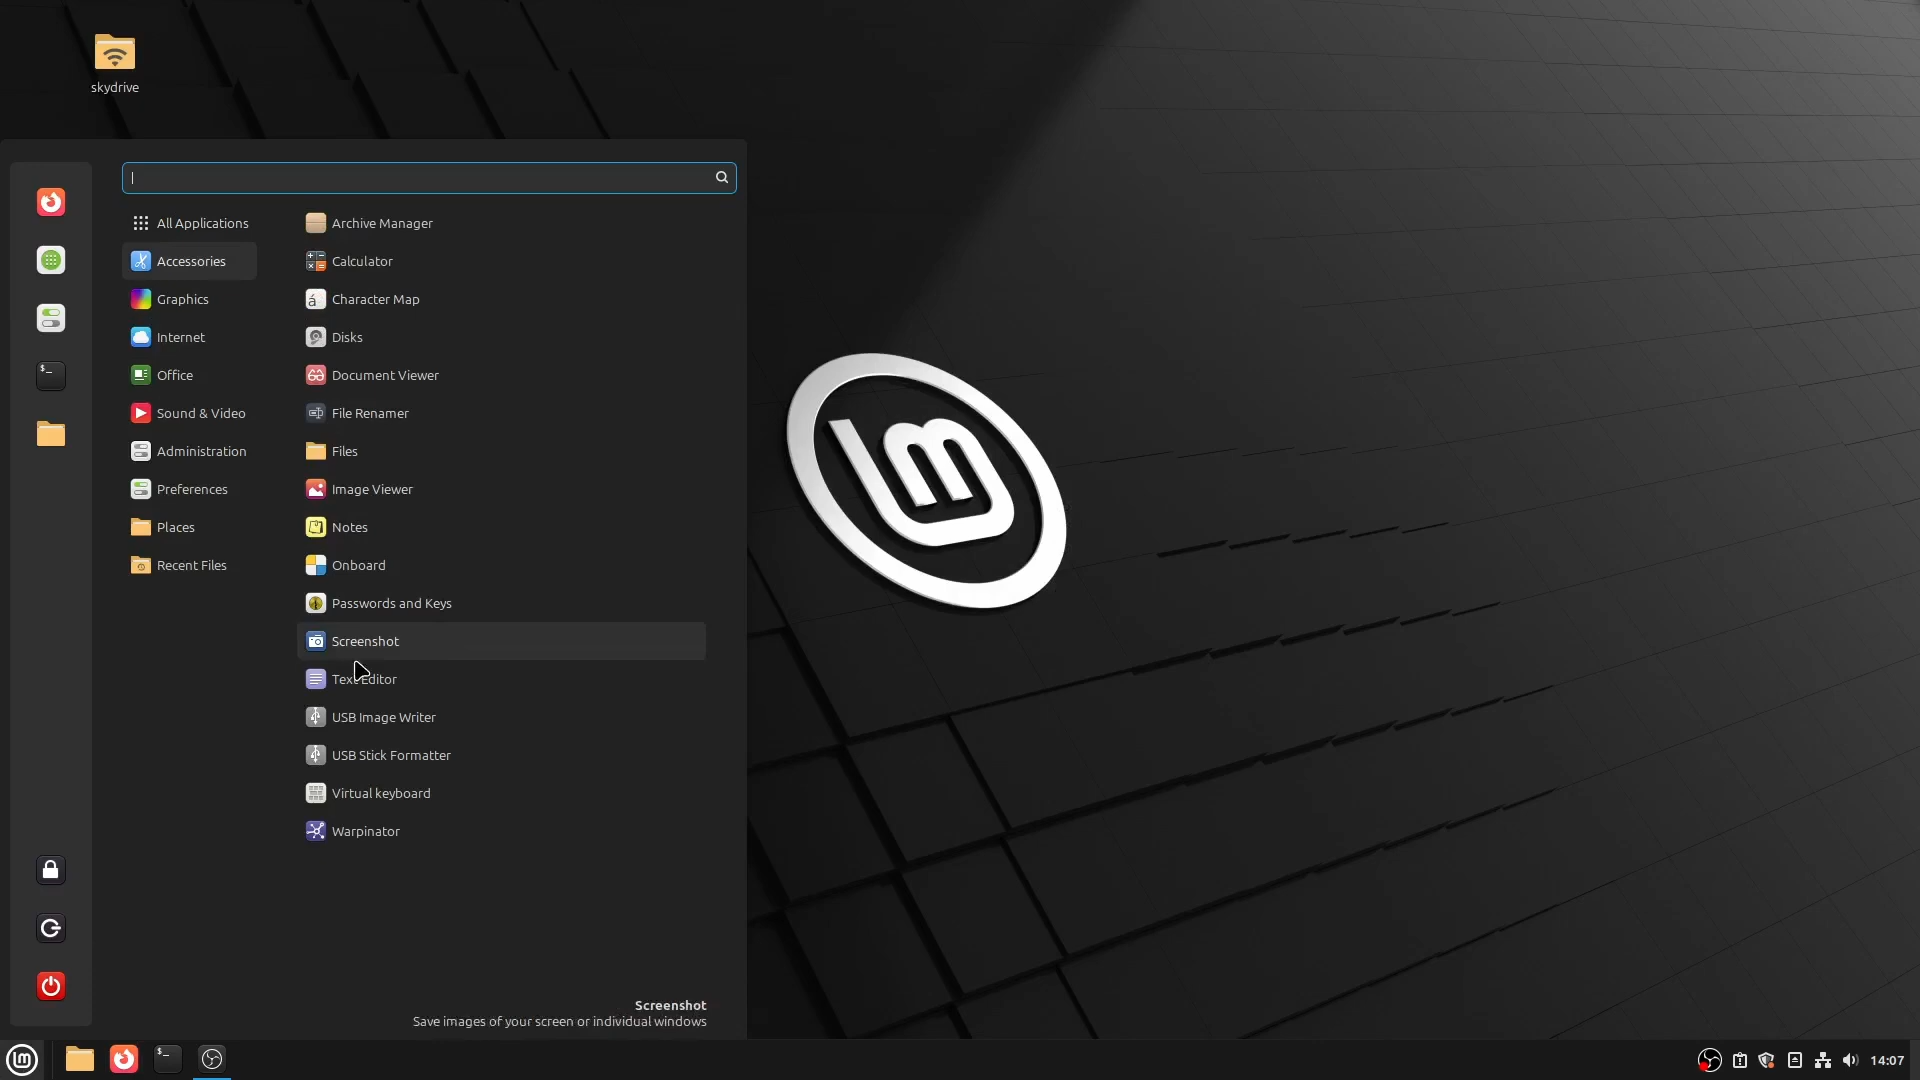 skydrive
All Applications
Accessories
Graphics
Internet
Office
Sound & Video
Administration
Preferences
Places
Recent Files
Archive Manager
Calculator
Character Map
Disks
Document Viewer
File Renamer
Files
Image Viewer
Notes
Onboard
Passwords and Keys
Screenshot
Text Editor
USB Image Writer
USB Stick Formatter
Virtual keyboard
Warpinator
Screenshot
Save images of your screen or individual windows
14:07